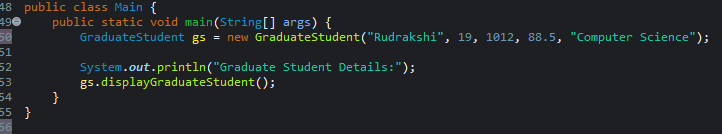 48 public class Main {
49 public static void main(String[] args) {
50 GraduateStudent gs = new GraduateStudent("Rudrakshi", 19, 1012, 88.5, "Computer Science");
51
52 System.out.println("Graduate Student Details:");
53 gs.displayGraduateStudent();
54 }
55 }
56